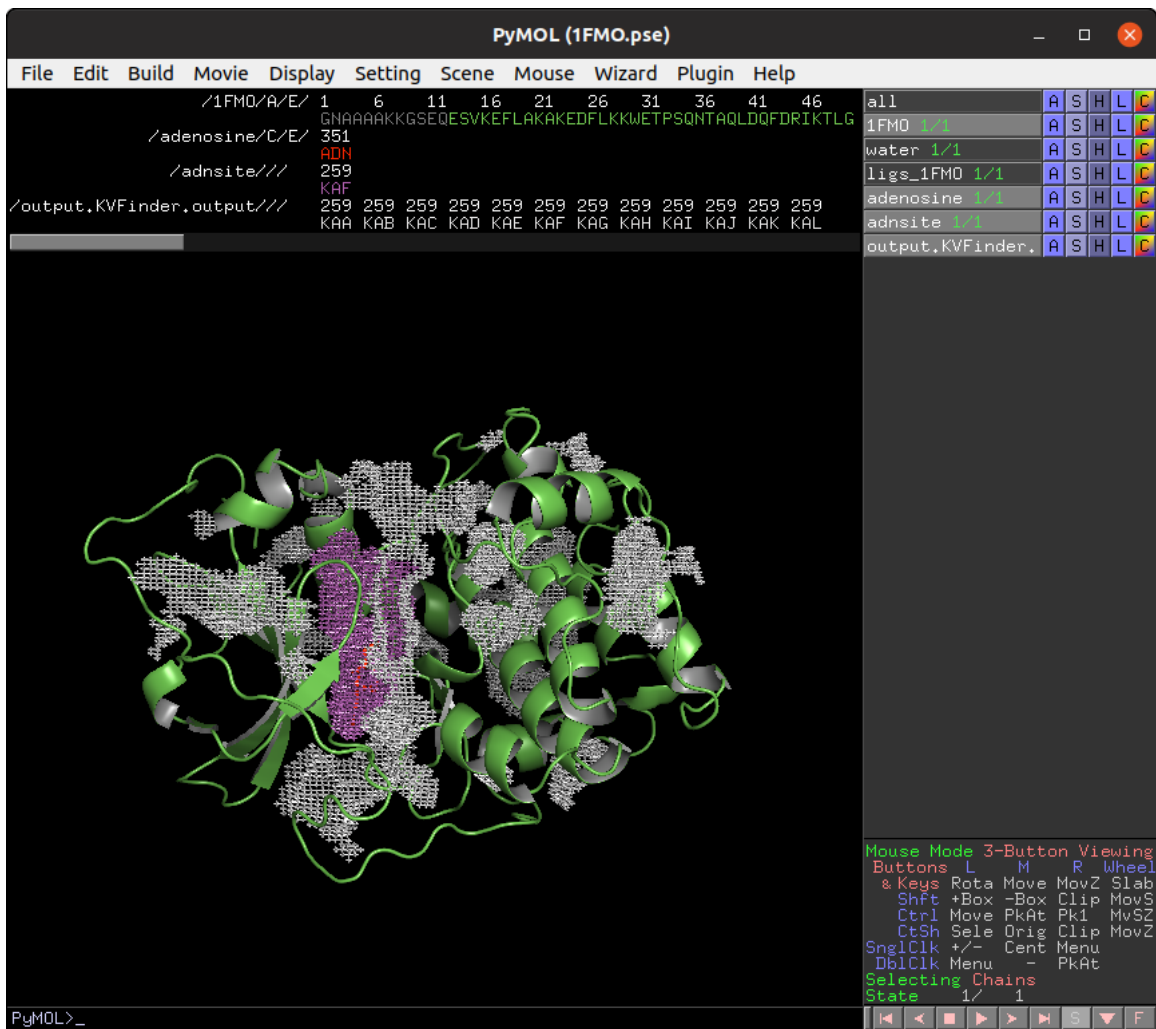 PyMOL (1FMO.pse)
File Edit Build Movie Display Setting Scene Mouse Wizard Plugin Help
/1FMO/A/E/ 1 6 11 16 21 26 31 36 41 46
GNAAAAKKGSEQESVKEFLAKAKEDFLKKWETPSQNTAQLDQFDRIKTLG
/adenosine/C/E/ 351
ADN
/adnsite/// 259
KAF
/output.KVFinder.output/// 259 259 259 259 259 259 259 259 259 259 259 259
KAA KAB KAC KAD KAE KAF KAG KAH KAI KAJ KAK KAL
all A S H L C
1FMO 1/1 A S H L C
water 1/1 A S H L C
ligs_1FMO 1/1 A S H L C
adenosine 1/1 A S H L C
adnsite 1/1 A S H L C
output.KVFinder. A S H L C
Mouse Mode 3-Button Viewing
Buttons L M R Wheel
& Keys Rota Move MovZ Slab
Shft +Box -Box Clip MovS
Ctrl Move PkAt Pk1 MvSZ
CtSh Sele Orig Clip MovZ
SnglClk +/- Cent Menu
DblClk Menu - PkAt
Selecting Chains
State 1/ 1
PyMOL>_
S F